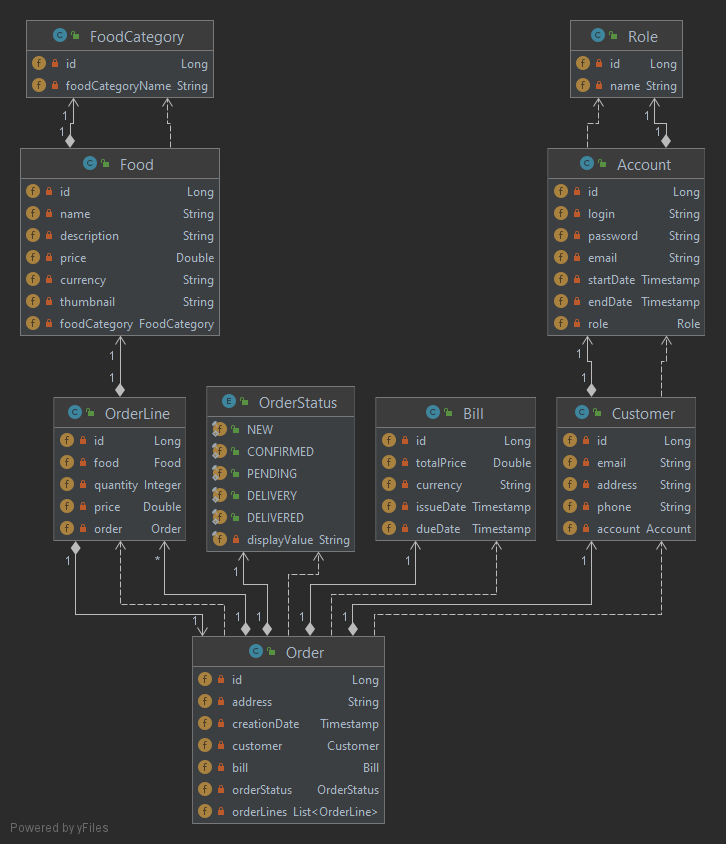 FoodCategory
id Long
foodCategoryName String
Role
id Long
name String
1
1
1
1
Food
id Long
name String
description String
price Double
currency String
thumbnail String
foodCategory FoodCategory
Account
id Long
login String
password String
email String
startDate Timestamp
endDate Timestamp
role Role
1
1
1
1
OrderLine
id Long
food Food
quantity Integer
price Double
order Order
OrderStatus
NEW
CONFIRMED
PENDING
DELIVERY
DELIVERED
displayValue String
Bill
id Long
totalPrice Double
currency String
issueDate Timestamp
dueDate Timestamp
Customer
id Long
email String
address String
phone String
account Account
1
*
1
1
1
1
1
1
1
1
Order
id Long
address String
creationDate Timestamp
customer Customer
bill Bill
orderStatus OrderStatus
orderLines List<OrderLine>
Powered by yFiles